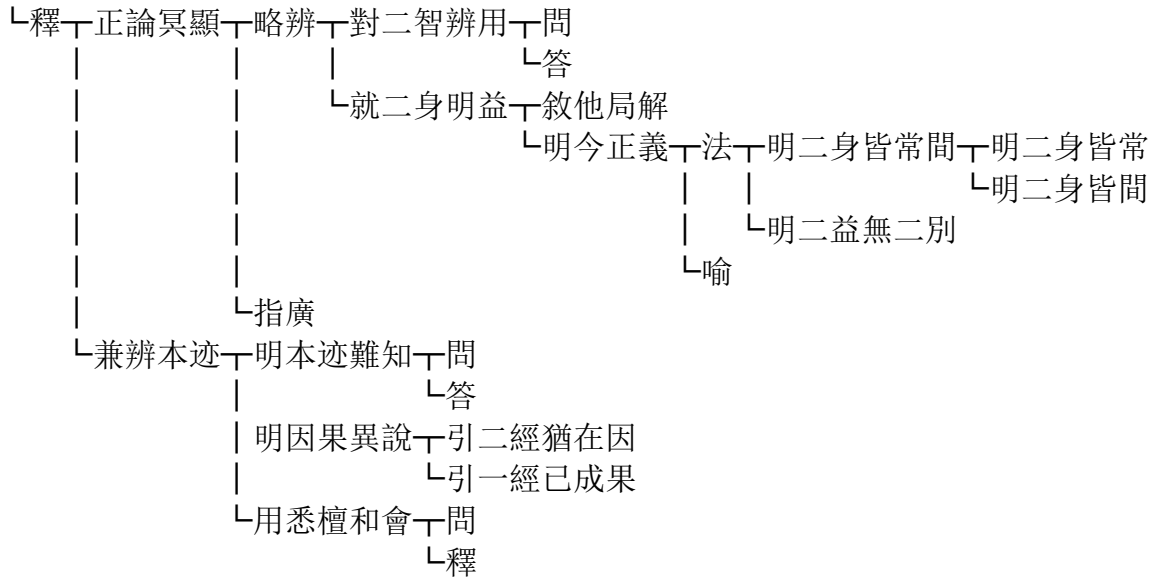 釋 正論冥顯 略辨 對二智辨用 問
答
就二身明益 敘他局解
明今正義 法 明二身皆常間 明二身皆常
明二身皆間
明二益無二別
喻
指廣
兼辨本迹 明本迹難知 問
答
明因果異說 引二經猶在因
引一經已成果
用悉檀和會 問
釋